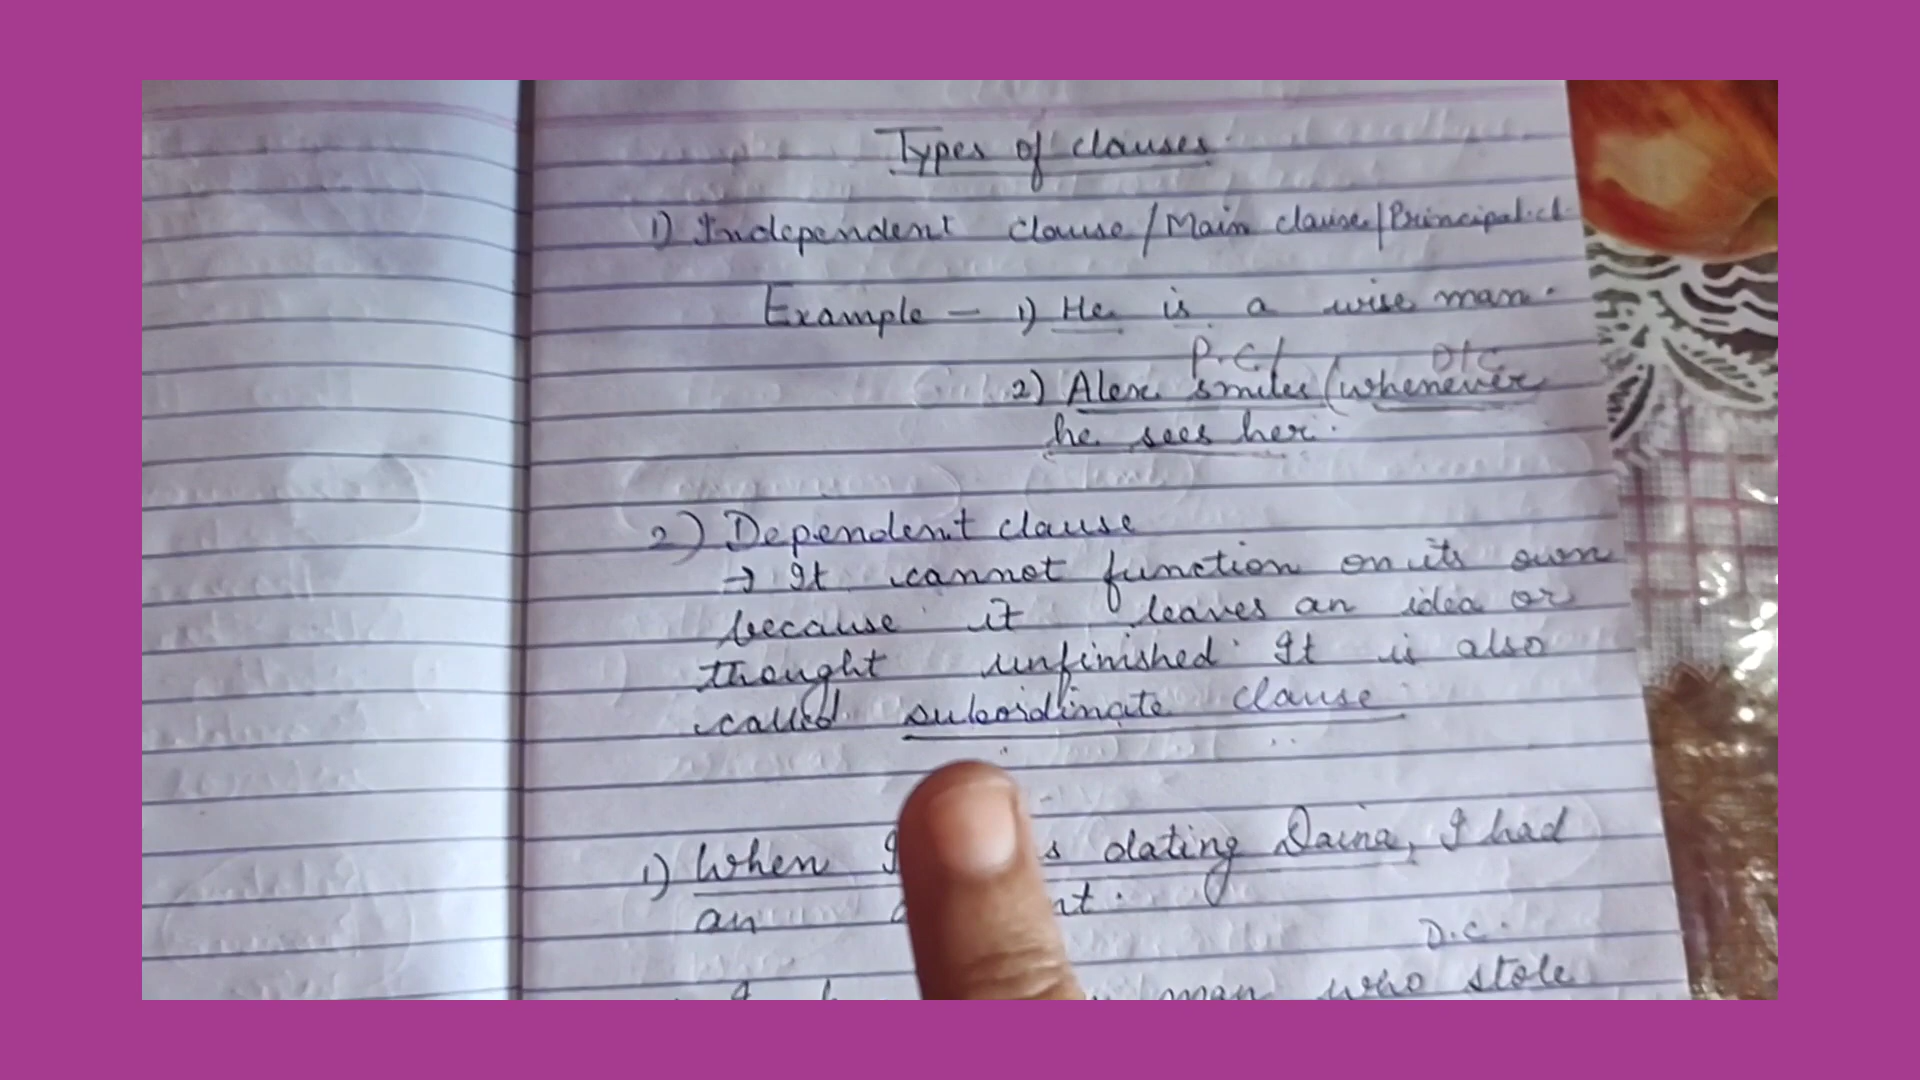 Types of clauses
1) Independent clause/Main clause/Principal.cl.
Example - 1) He is a wise man.
P.C/ D/C
2) Alex smiles (whenever
he sees her.
2) Dependent clause
→ It cannot function on its own
because it leaves an idea or
thought unfinished. It is also
called subordinate clause.
1) When I dating Daina, I had
an
D.C.
man who stole